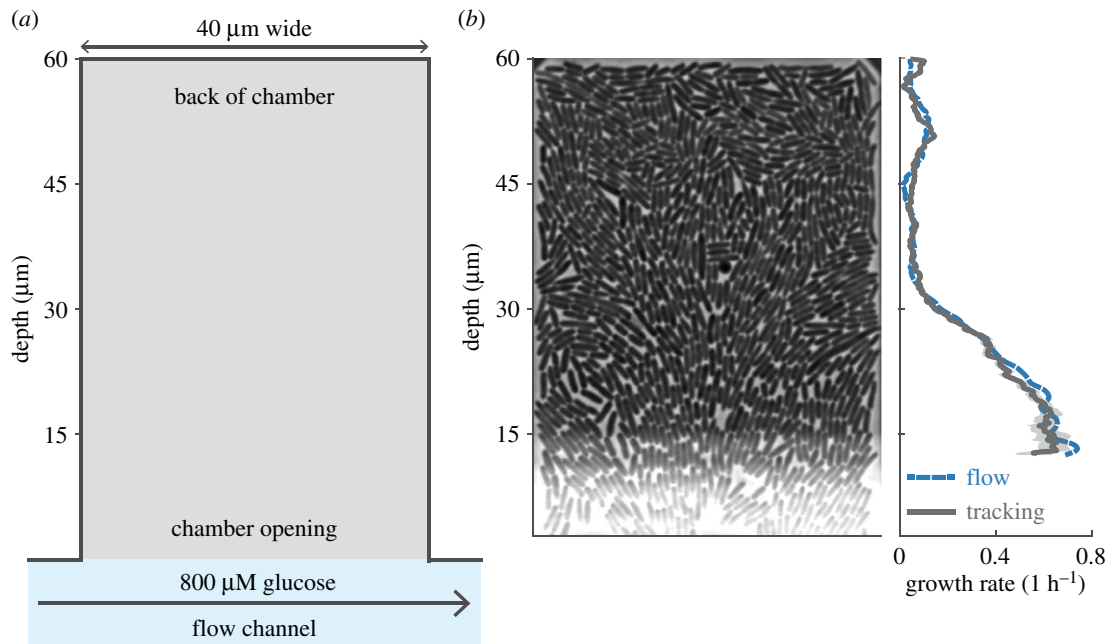 (a)
40 μm wide
60
45
30
15
depth (μm)
back of chamber
chamber opening
800 μM glucose
flow channel
(b)
60
45
30
15
depth (μm)
flow
tracking
0
0.4
0.8
growth rate (1 h⁻¹)